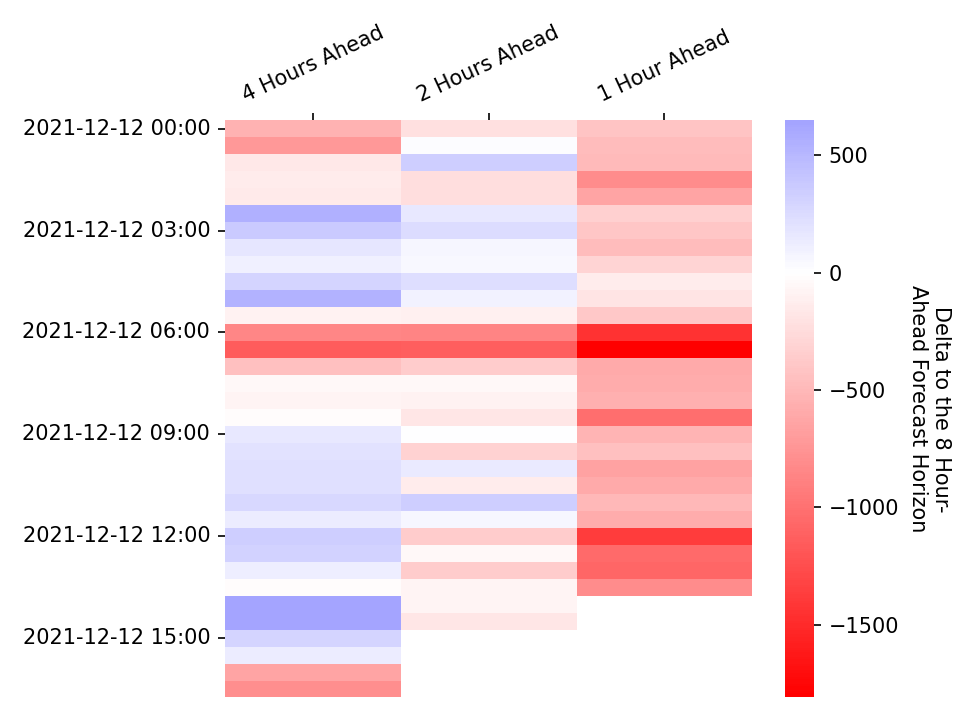 4 Hours Ahead
2 Hours Ahead
1 Hour Ahead
2021-12-12 00:00
2021-12-12 03:00
2021-12-12 06:00
2021-12-12 09:00
2021-12-12 12:00
2021-12-12 15:00
500
0
−500
−1000
−1500
Delta to the 8 Hour-
Ahead Forecast Horizon